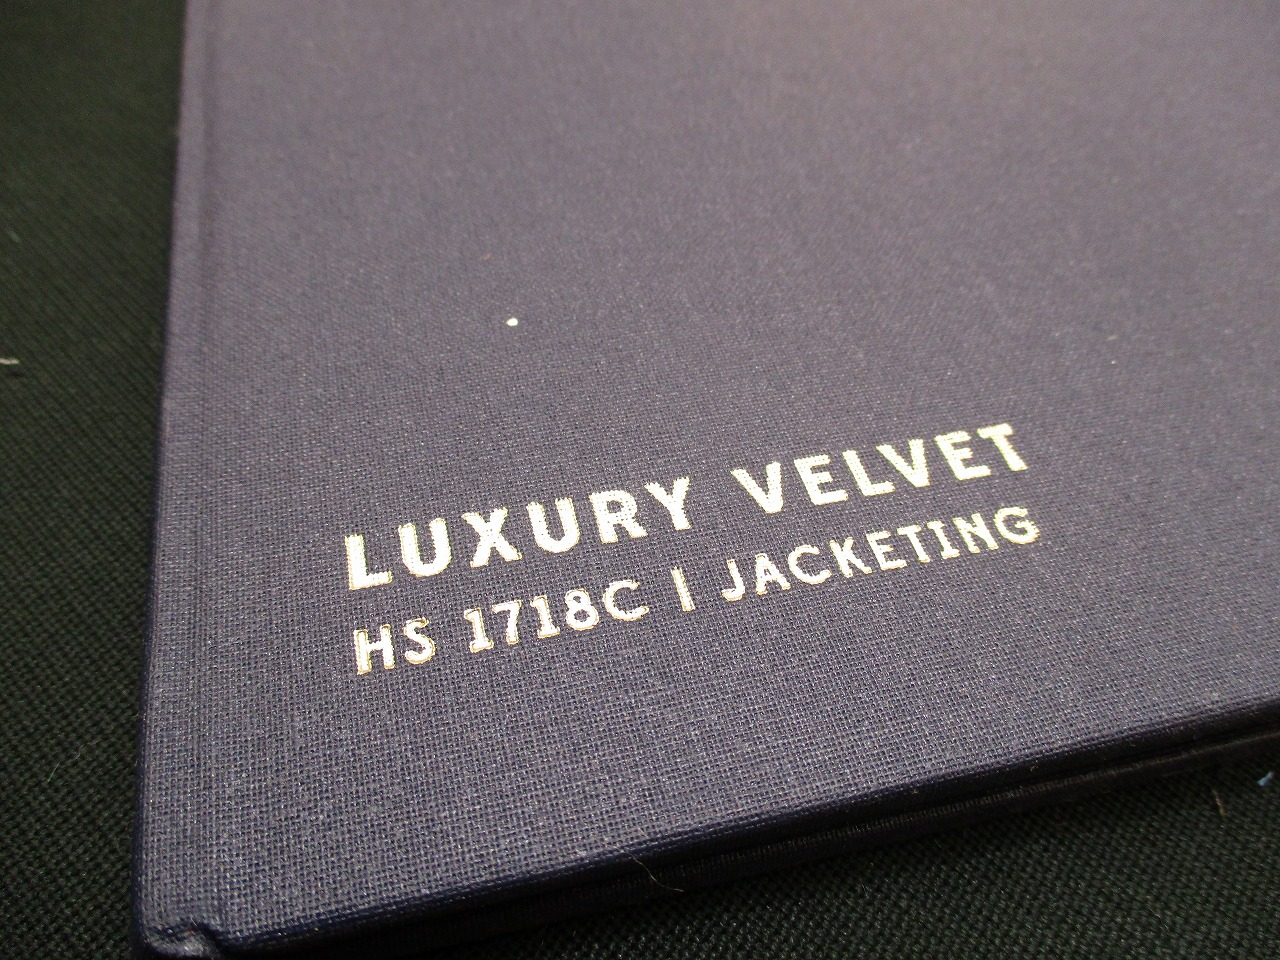 LUXURY VELVET
HS 1718C | JACKETING